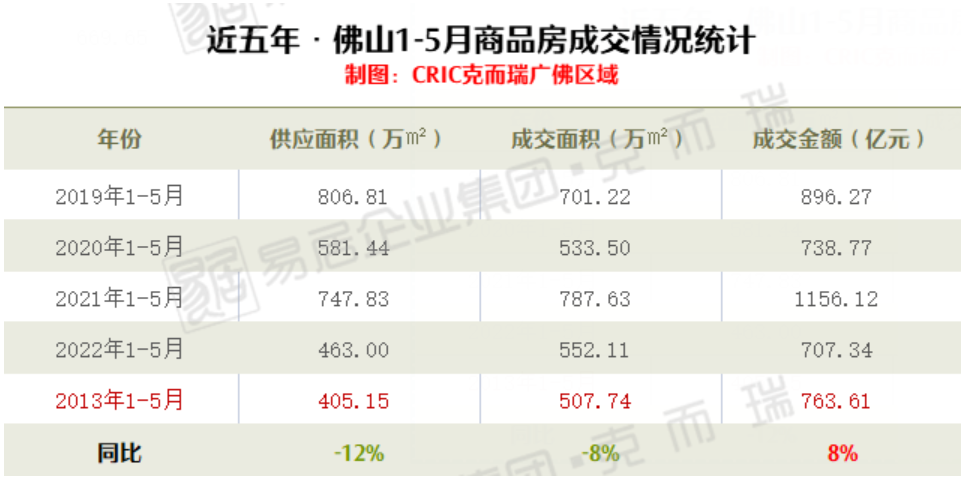 近五年·佛山1-5月商品房成交情况统计
制图：CRIC克而瑞广佛区域
年份 供应面积（万㎡） 成交面积（万㎡） 成交金额（亿元）
2019年1-5月 806.81 701.22 896.27
2020年1-5月 581.44 533.50 738.77
2021年1-5月 747.83 787.63 1156.12
2022年1-5月 463.00 552.11 707.34
2013年1-5月 405.15 507.74 763.61
同比 -12% -8% 8%
易居企业集团·克而瑞